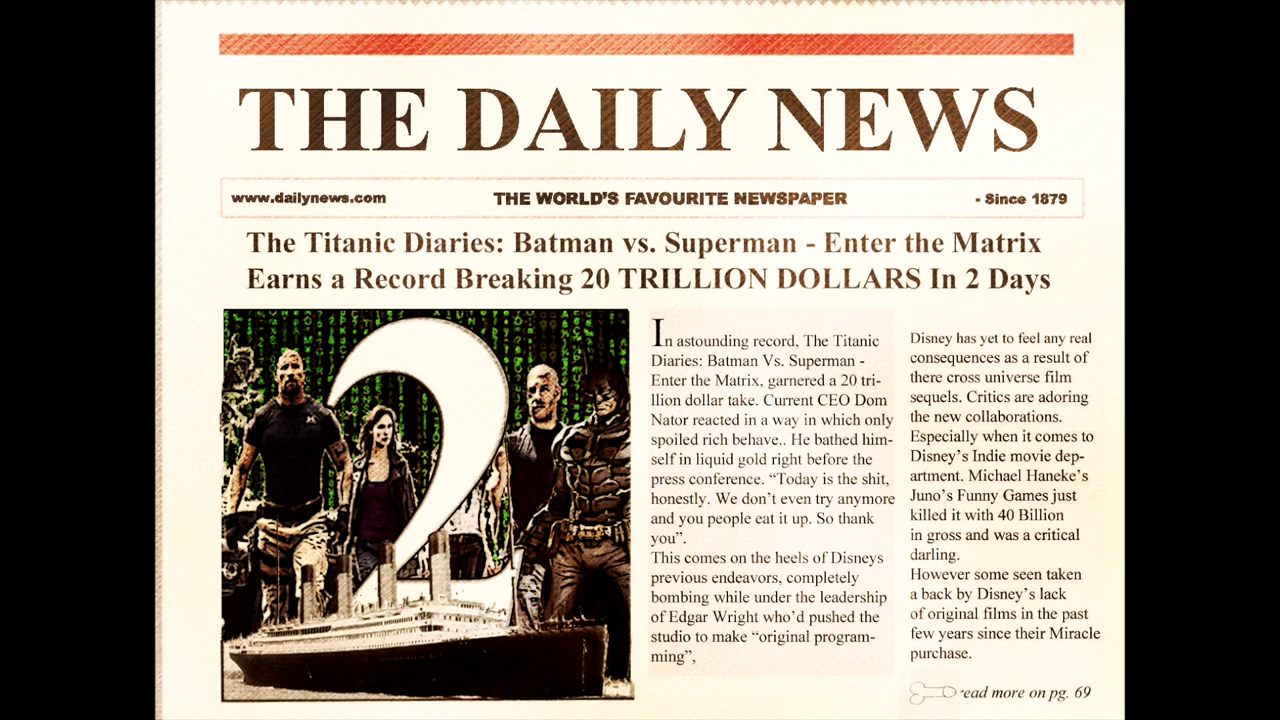 THE DAILY NEWS
www.dailynews.com THE WORLD'S FAVOURITE NEWSPAPER - Since 1879
The Titanic Diaries: Batman vs. Superman - Enter the Matrix
Earns a Record Breaking 20 TRILLION DOLLARS In 2 Days
2
In astounding record, The Titanic
Diaries: Batman Vs. Superman -
Enter the Matrix, garnered a 20 tri-
llion dollar take. Current CEO Dom
Nator reacted in a way in which only
spoiled rich behave.. He bathed him-
self in liquid gold right before the
press conference. “Today is the shit,
honestly. We don’t even try anymore
and you people eat it up. So thank
you”.
This comes on the heels of Disneys
previous endeavors, completely
bombing while under the leadership
of Edgar Wright who’d pushed the
studio to make “original program-
ming”,
Disney has yet to feel any real
consequences as a result of
there cross universe film
sequels. Critics are adoring
the new collaborations.
Especially when it comes to
Disney’s Indie movie dep-
artment. Michael Haneke’s
Juno’s Funny Games just
killed it with 40 Billion
in gross and was a critical
darling.
However some seen taken
a back by Disney’s lack
of original films in the past
few years since their Miracle
purchase.
read more on pg. 69